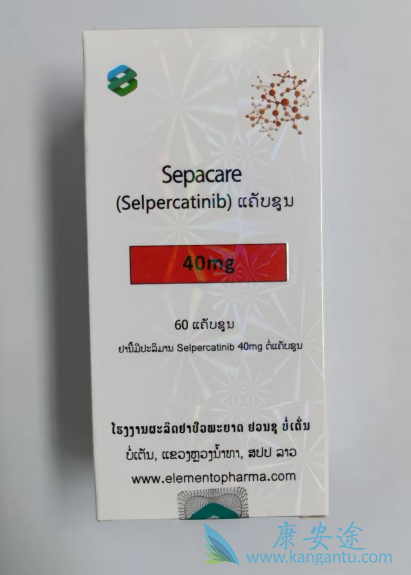 Sepacare
(Selpercatinib) ແຄັບຊູນ
40mg
60 ແຄັບຊູນ
ຢານີ້ມີປະລິມານ Selpercatinib 40mg ຕໍ່ແຄັບຊູນ
ໂຮງງານຜະລິດຢາປົວພະຍາດ ຢວນຊຸ ບໍ່ເຕັ່ນ
ບໍ່ເຕັນ, ແຂວງຫຼວງນ້ຳທາ, ສປປ ລາວ
www.elementopharma.com
康安途
www.kangantu.com